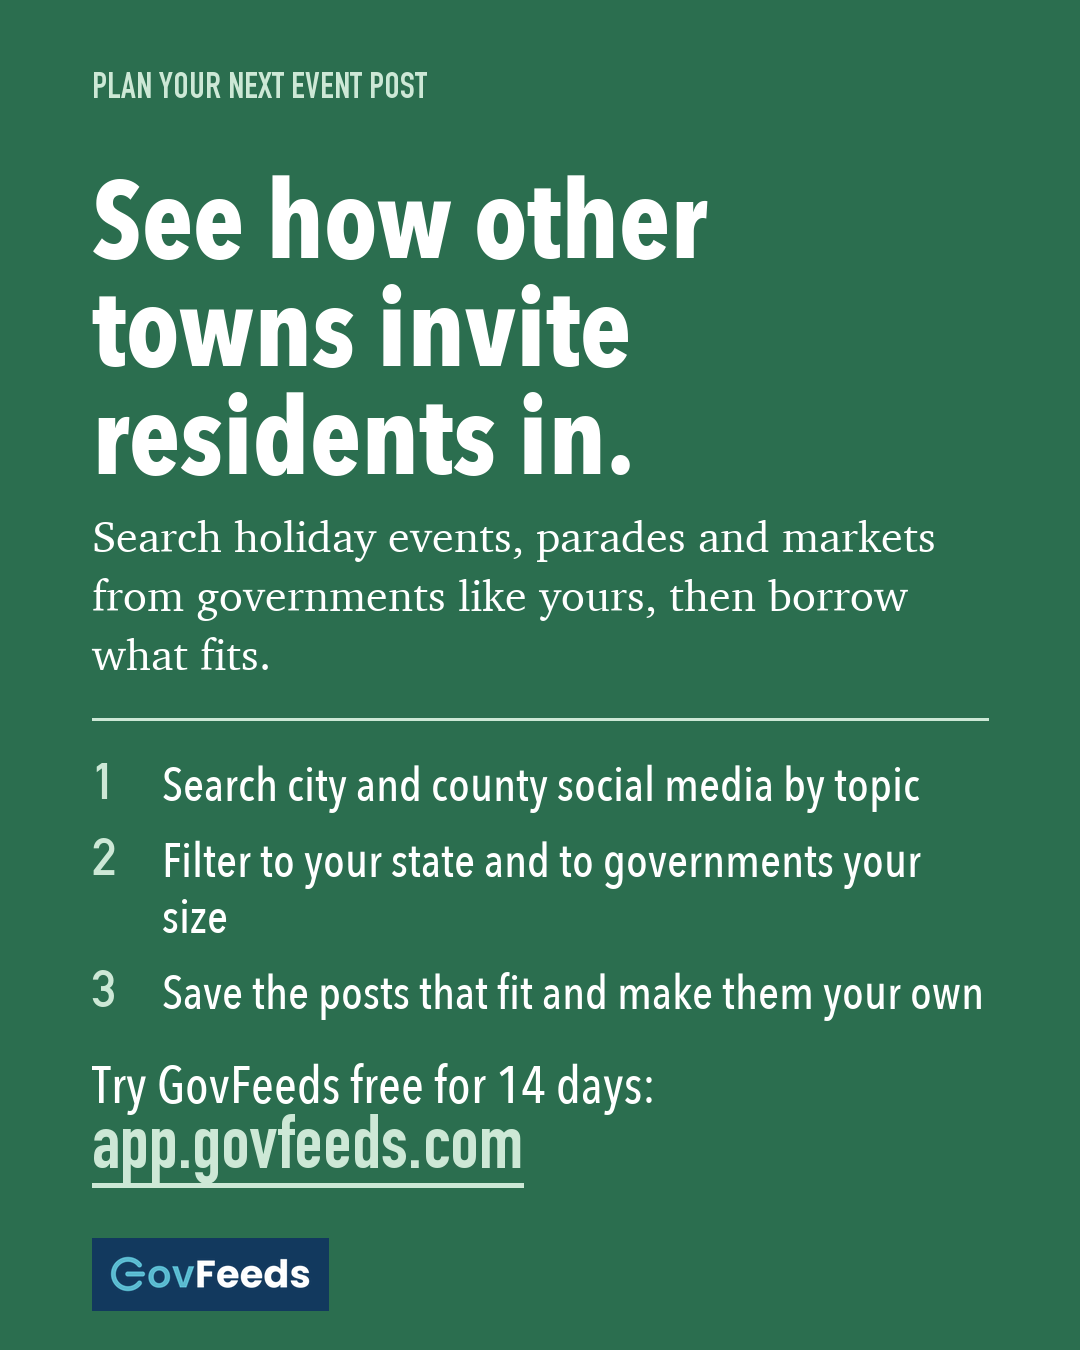 PLAN YOUR NEXT EVENT POST
See how other
towns invite
residents in.
Search holiday events, parades and markets
from governments like yours, then borrow
what fits.
1 Search city and county social media by topic
2 Filter to your state and to governments your
size
3 Save the posts that fit and make them your own
Try GovFeeds free for 14 days:
app.govfeeds.com
GovFeeds